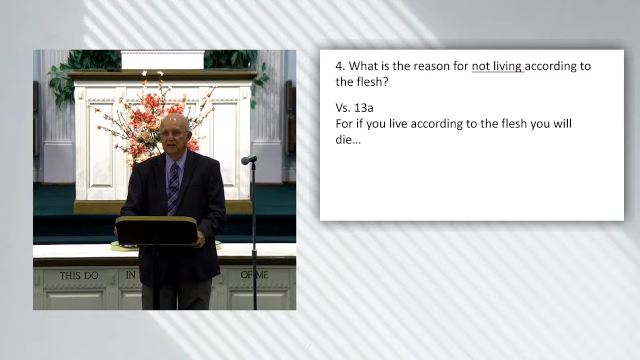 4. What is the reason for not living according to
the flesh?
Vs. 13a
For if you live according to the flesh you will
die...
THIS DO IN OF ME